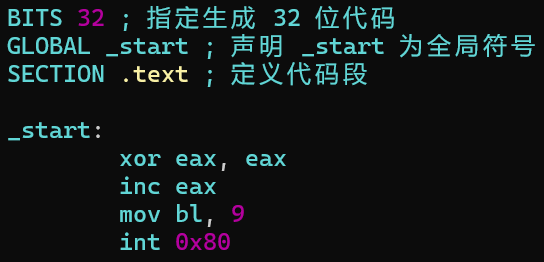 BITS 32 ; 指定生成 32 位代码
GLOBAL _start ; 声明 _start 为全局符号
SECTION .text ; 定义代码段
_start:
xor eax, eax
inc eax
mov bl, 9
int 0x80